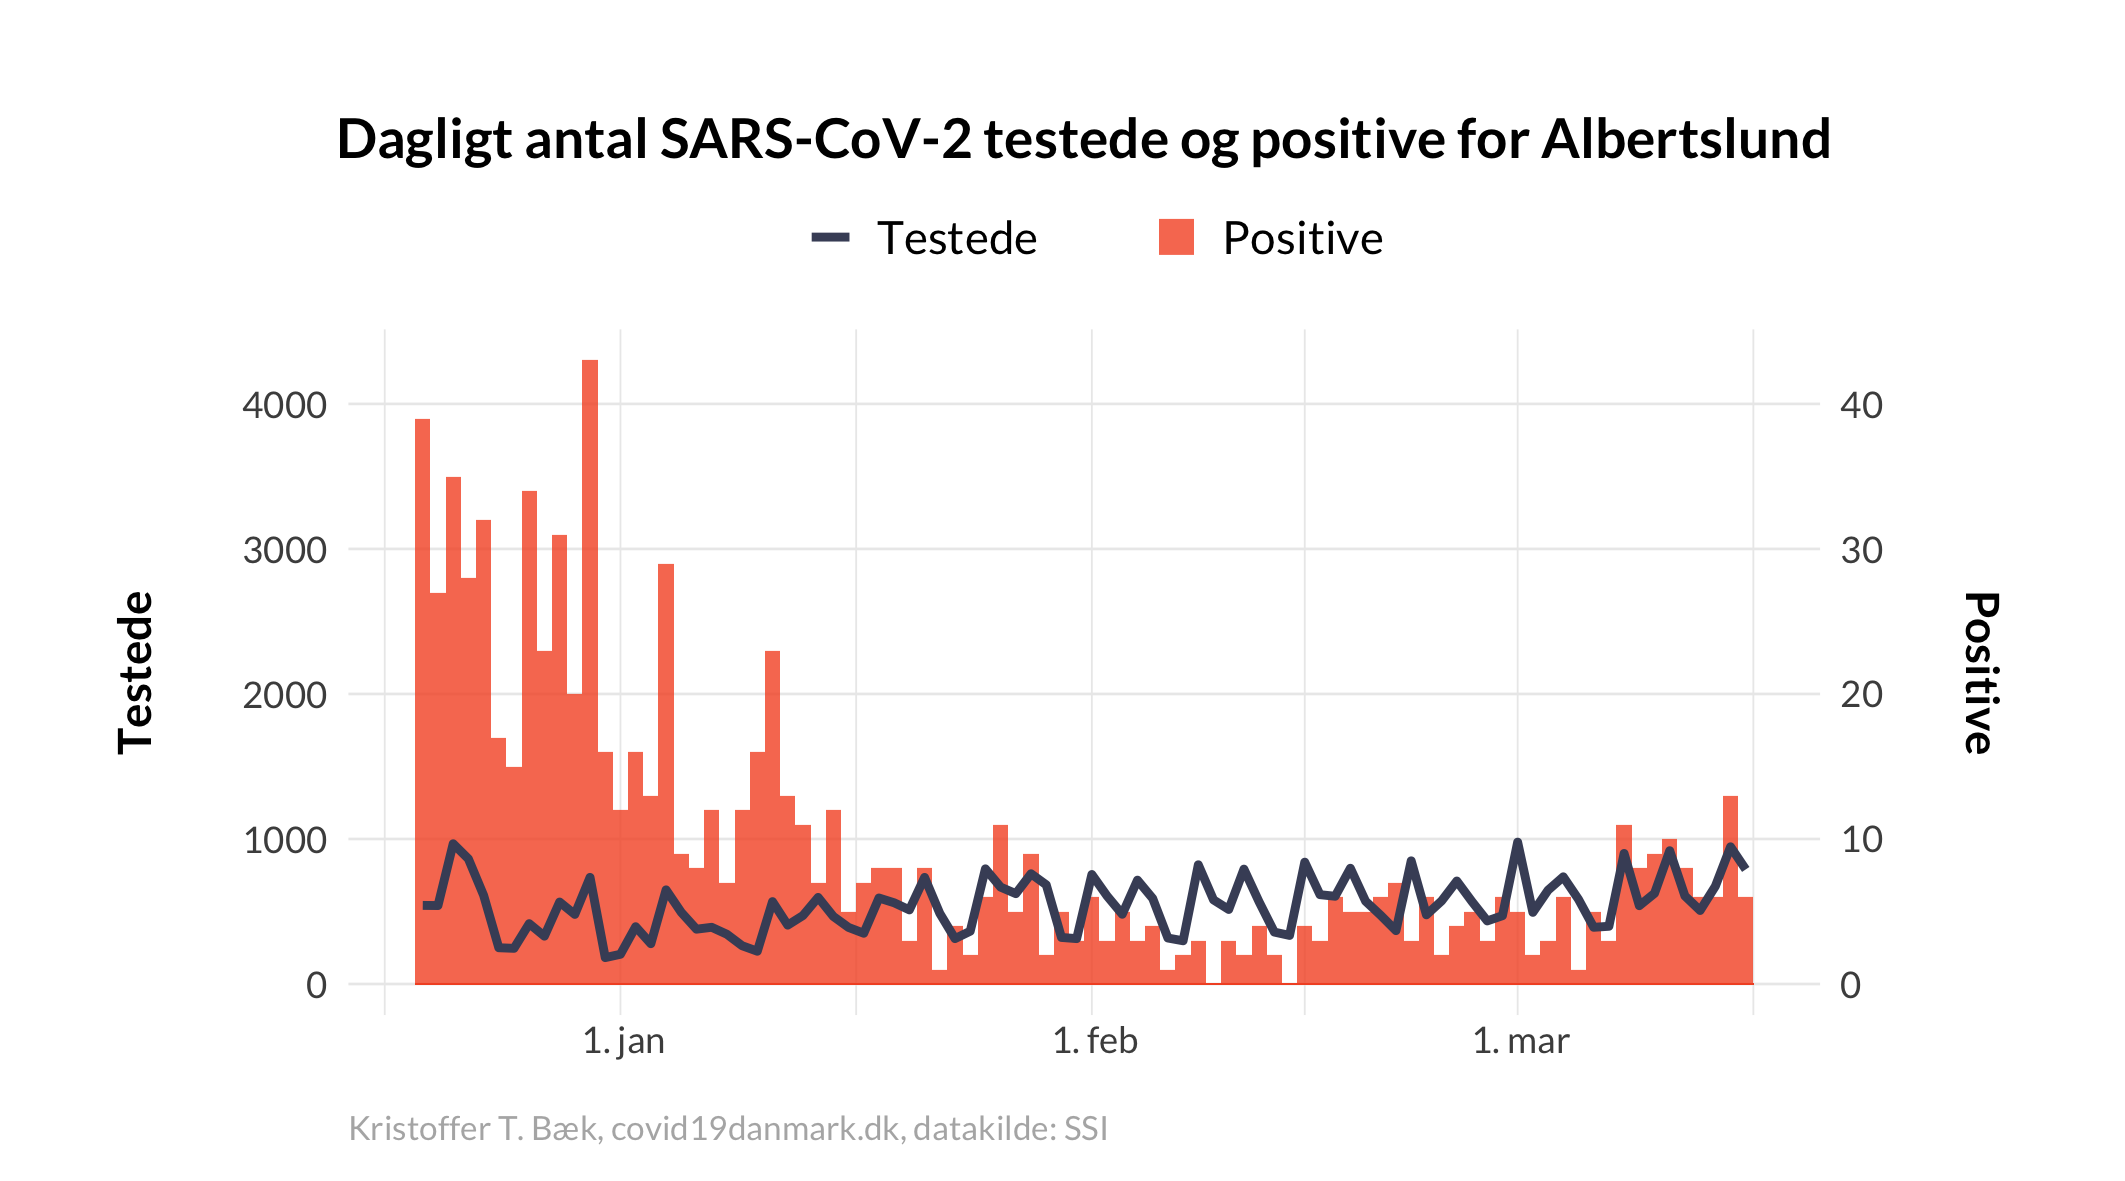 Dagligt antal SARS-CoV-2 testede og positive for Albertslund
Testede
Positive
4000
3000
2000
1000
0
Testede
40
30
20
10
0
Positive
1. jan
1. feb
1. mar
Kristoffer T. Bæk, covid19danmark.dk, datakilde: SSI